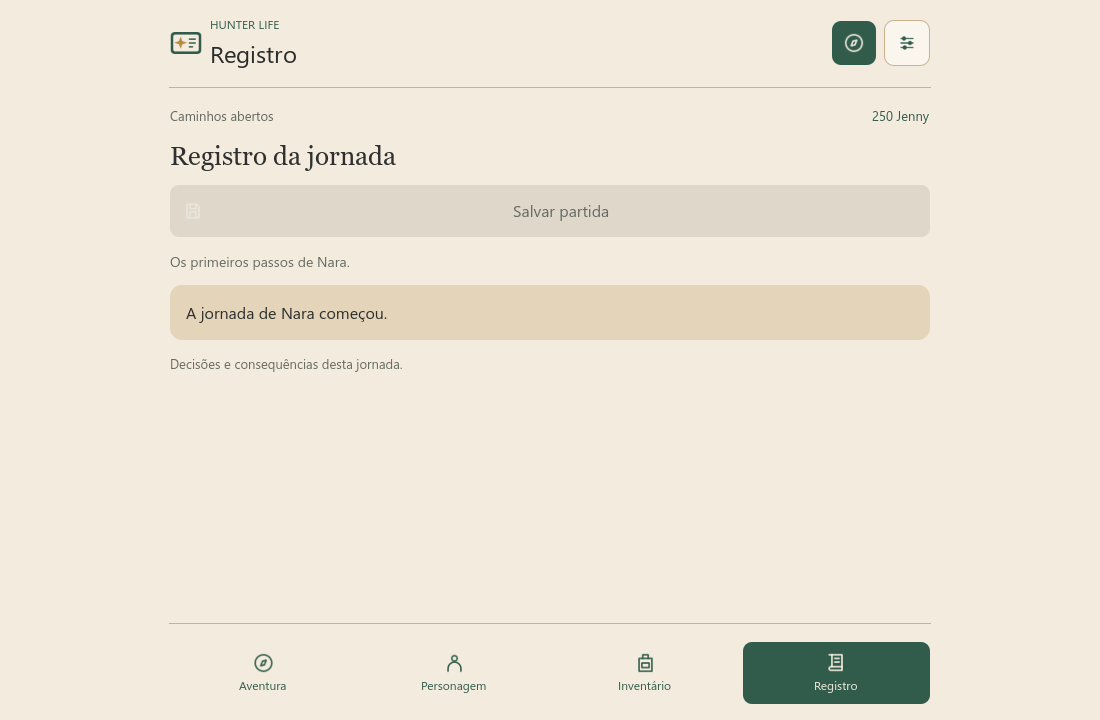 HUNTER LIFE
Registro
Caminhos abertos
250 Jenny
Registro da jornada
Salvar partida
Os primeiros passos de Nara.
A jornada de Nara começou.
Decisões e consequências desta jornada.
Aventura
Personagem
Inventário
Registro